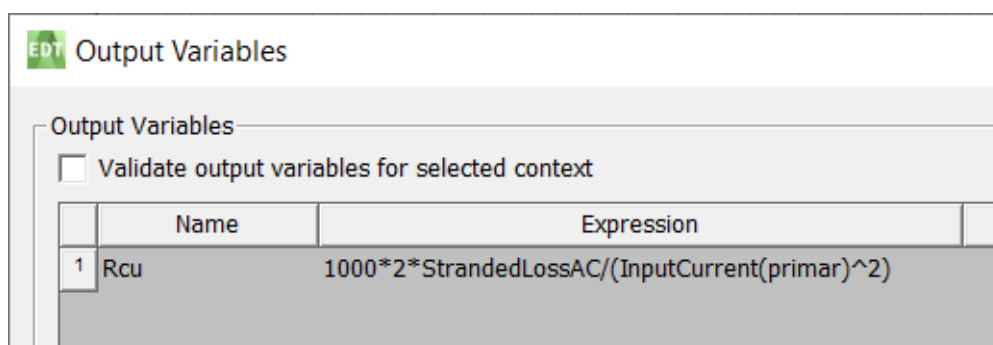 EDT Output Variables
Output Variables
Validate output variables for selected context
Name Expression
1 Rcu 1000*2*StrandedLossAC/(InputCurrent(primar)^2)